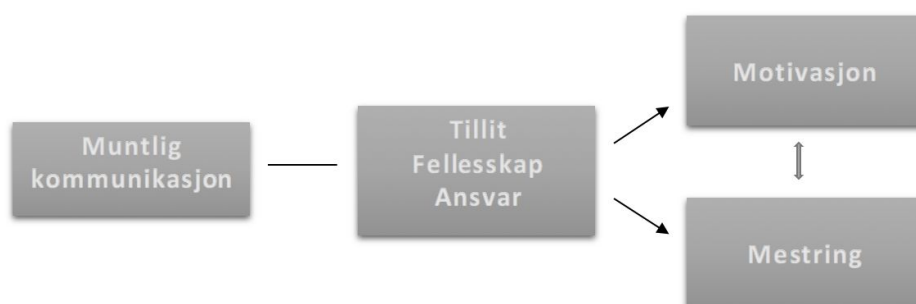 Muntlig
kommunikasjon
Tillit
Fellesskap
Ansvar
Motivasjon
Mestring